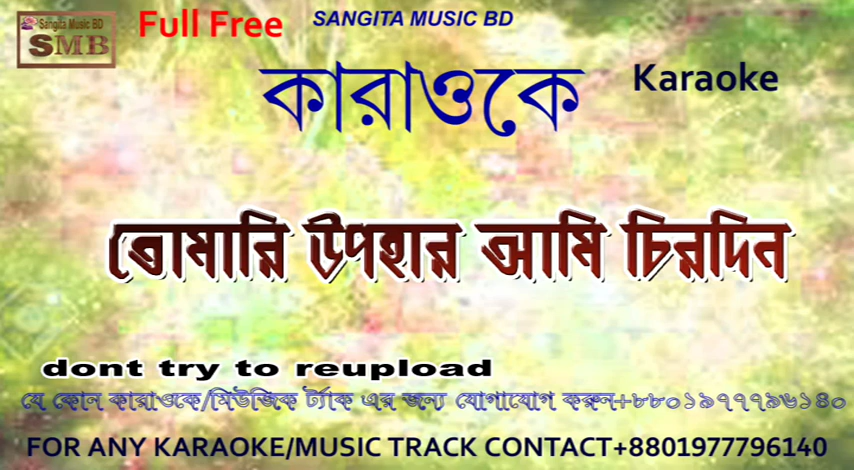 Sangita Music BD
SMB
Full Free
SANGITA MUSIC BD
কারাওকে
Karaoke
তোমারি উপহার আমি চিরদিন
dont try to reupload
যে কোন কারাওকে/মিউজিক ট্যাক এর জন্য যোগাযোগ করুন+৮৮০১৯৭৭৭৯৬১৪০
FOR ANY KARAOKE/MUSIC TRACK CONTACT+8801977796140